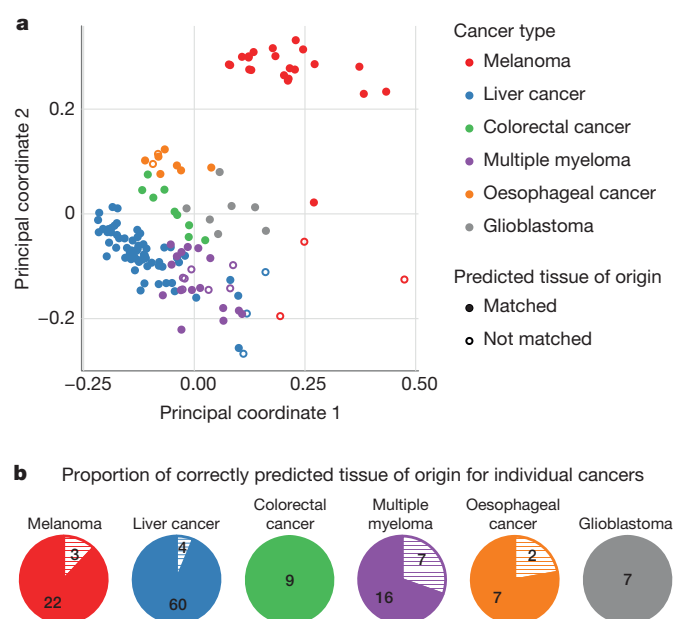 a
Cancer type
Melanoma
Liver cancer
Colorectal cancer
Multiple myeloma
Oesophageal cancer
Glioblastoma
Predicted tissue of origin
Matched
Not matched
Principal coordinate 2
0.2
0
−0.2
−0.25
0.00
0.25
0.50
Principal coordinate 1
b
Proportion of correctly predicted tissue of origin for individual cancers
Melanoma
Liver cancer
Colorectal
cancer
Multiple
myeloma
Oesophageal
cancer
Glioblastoma
3
22
4
60
9
7
16
2
7
7